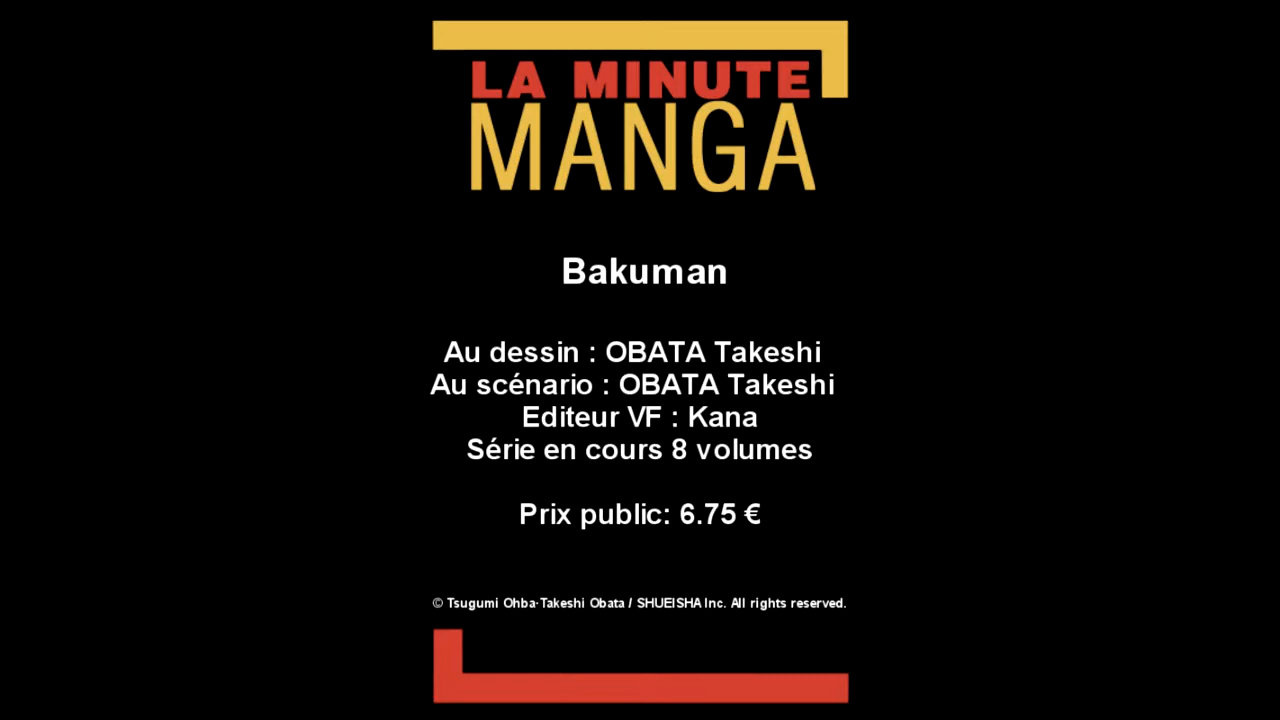 LA MINUTE
MANGA
Bakuman
Au dessin : OBATA Takeshi
Au scénario : OBATA Takeshi
Editeur VF : Kana
Série en cours 8 volumes
Prix public: 6.75 €
© Tsugumi Ohba·Takeshi Obata / SHUEISHA Inc. All rights reserved.